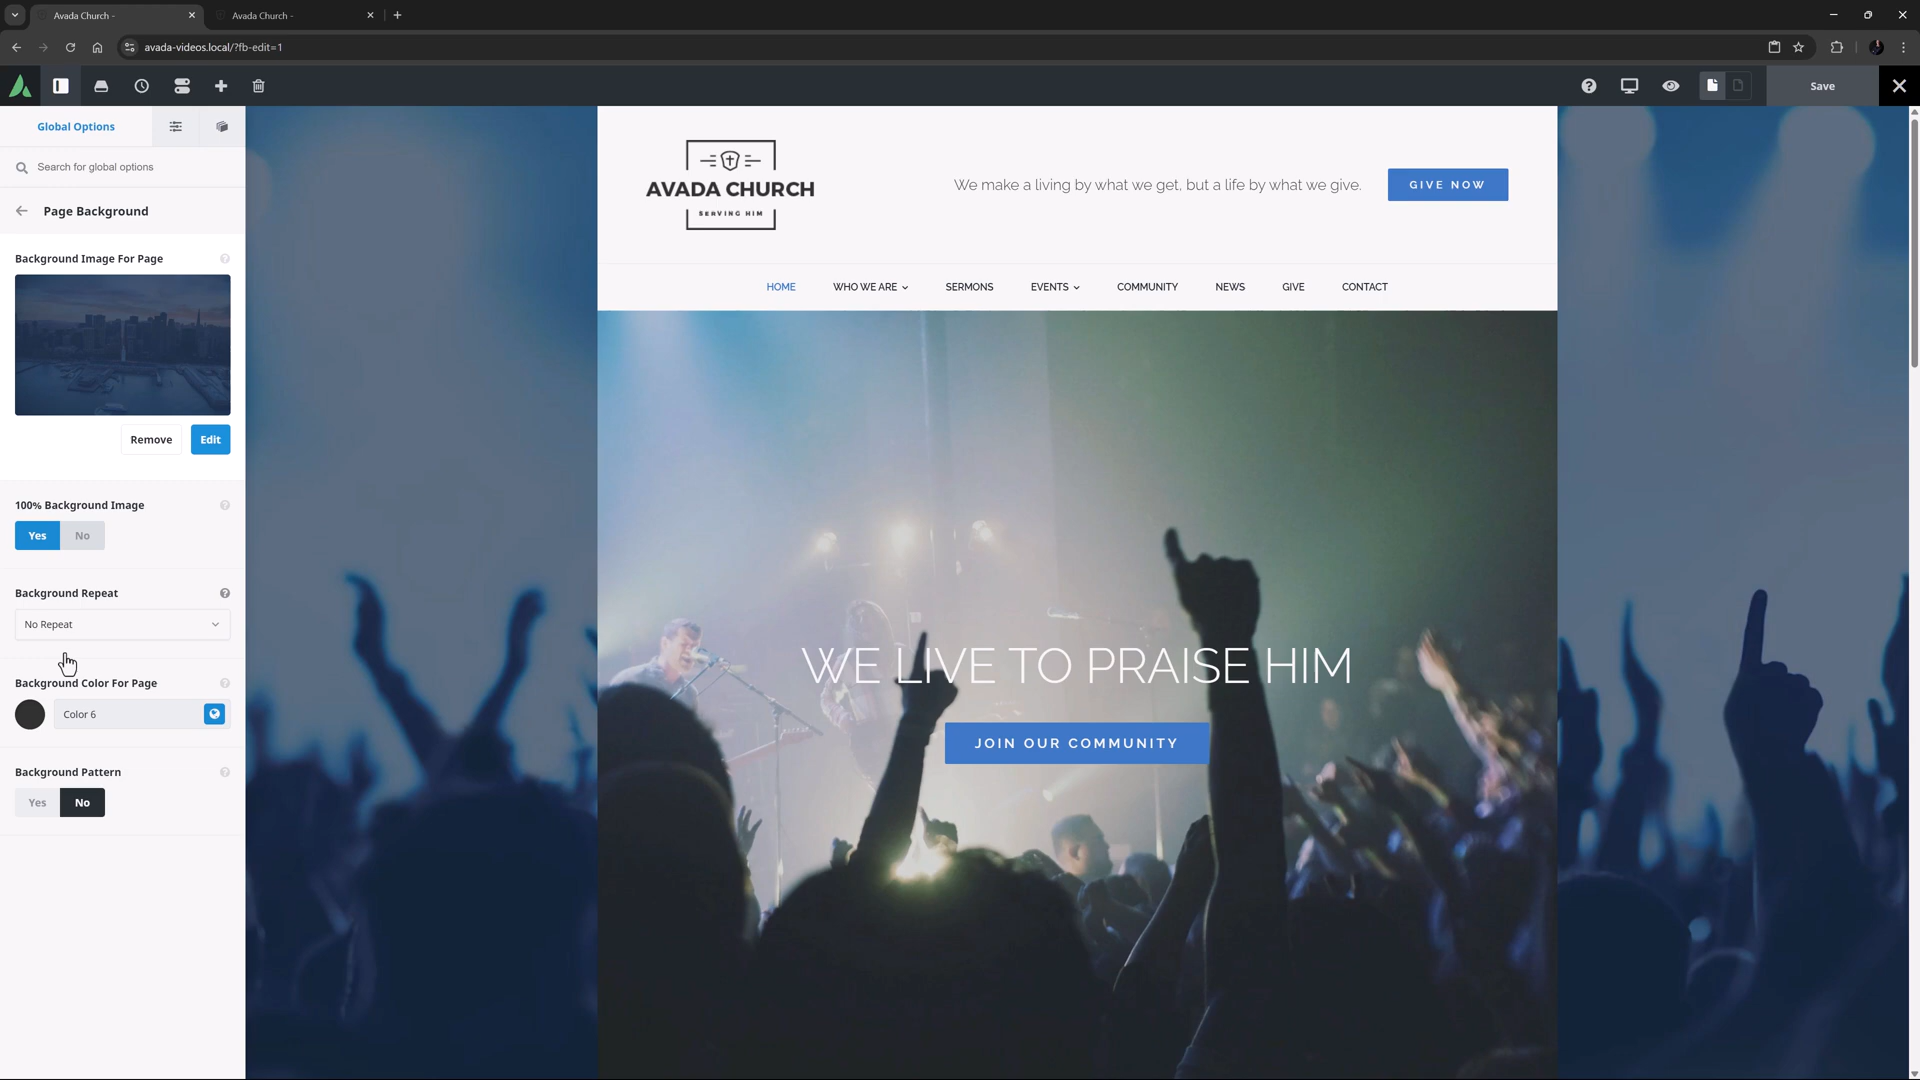 Avada Church -
Avada Church -
avada-videos.local/?fb-edit=1
Save
Global Options
Search for global options
Page Background
Background Image For Page
Remove
Edit
100% Background Image
Yes
No
Background Repeat
No Repeat
Background Color For Page
Color 6
Background Pattern
Yes
No
AVADA CHURCH
SERVING HIM
We make a living by what we get, but a life by what we give.
GIVE NOW
HOME
WHO WE ARE
SERMONS
EVENTS
COMMUNITY
NEWS
GIVE
CONTACT
WE LIVE TO PRAISE HIM
JOIN OUR COMMUNITY